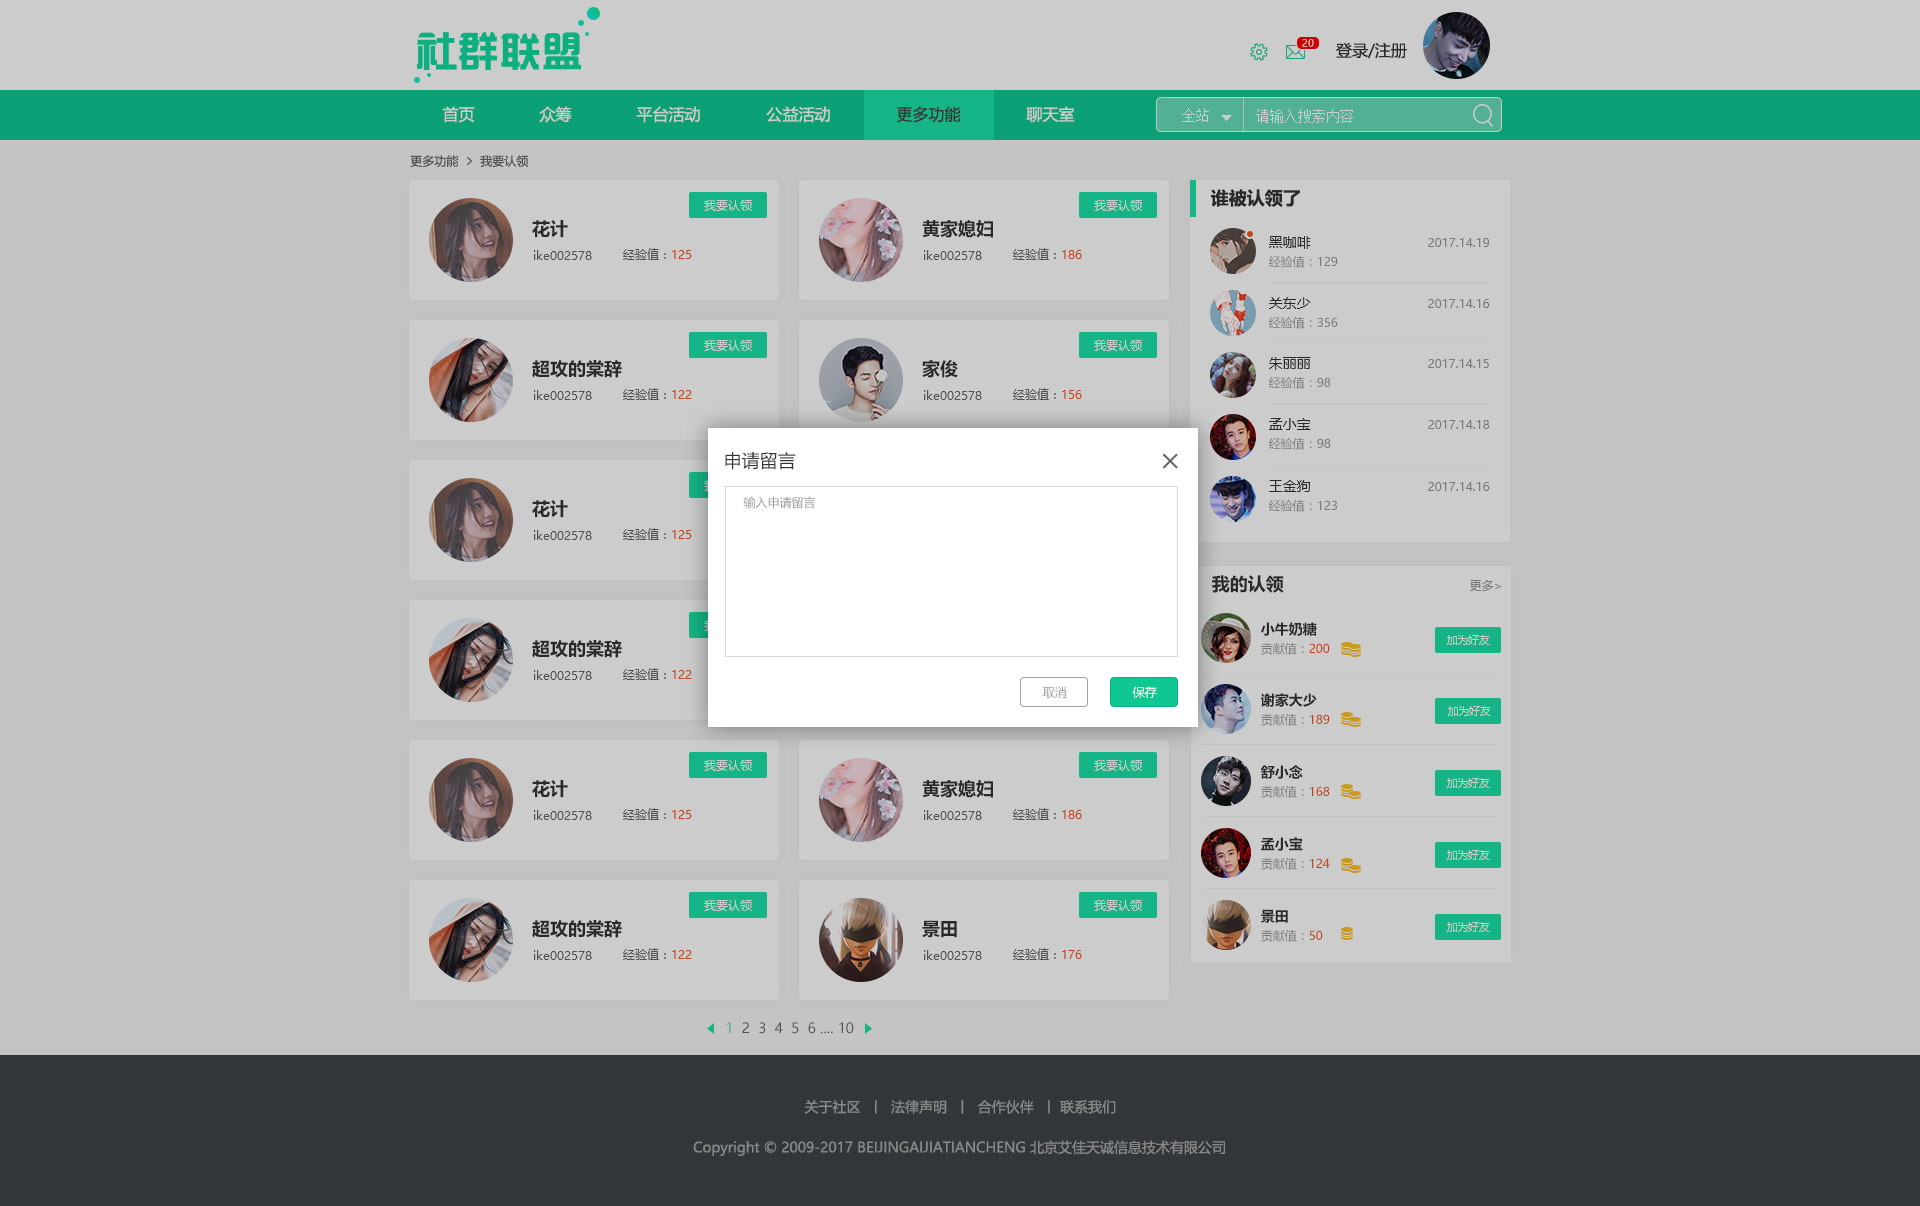 社群联盟
20
登录/注册
首页 众筹 平台活动 公益活动 更多功能 聊天室 全站 请输入搜索内容
更多功能 > 我要认领
我要认领
花计
ike002578 经验值：125
我要认领
黄家媳妇
ike002578 经验值：186
我要认领
超攻的棠辞
ike002578 经验值：122
我要认领
家俊
ike002578 经验值：156
花计
ike002578 经验值：125
超攻的棠辞
ike002578 经验值：122
我要认领
花计
ike002578 经验值：125
我要认领
黄家媳妇
ike002578 经验值：186
我要认领
超攻的棠辞
ike002578 经验值：122
我要认领
景田
ike002578 经验值：176
1 2 3 4 5 6 .... 10
申请留言
输入申请留言
取消 保存
谁被认领了
黑咖啡 2017.14.19
经验值：129
关东少 2017.14.16
经验值：356
朱丽丽 2017.14.15
经验值：98
孟小宝 2017.14.18
经验值：98
王金狗 2017.14.16
经验值：123
我的认领 更多>
小牛奶糖
贡献值：200 加为好友
谢家大少
贡献值：189 加为好友
舒小念
贡献值：168 加为好友
孟小宝
贡献值：124 加为好友
景田
贡献值：50 加为好友
关于社区 | 法律声明 | 合作伙伴 | 联系我们
Copyright © 2009-2017 BEIJINGAIJIATIANCHENG 北京艾佳天诚信息技术有限公司